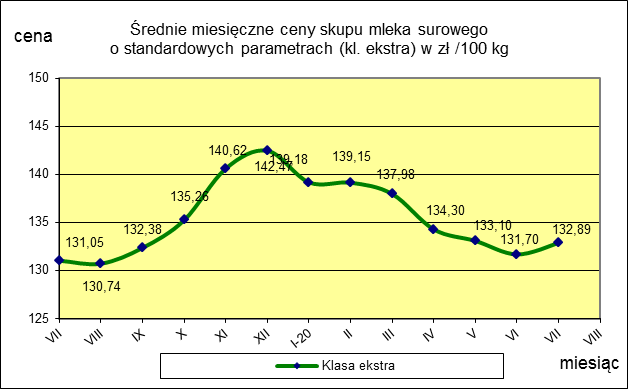 Średnie miesięczne ceny skupu mleka surowego
o standardowych parametrach (kl. ekstra) w zł /100 kg
cena
150
145
140
135
130
125
131,05
130,74
132,38
135,26
140,62
142,47
139,18
139,15
137,98
134,30
133,10
131,70
132,89
VII
VIII
IX
X
XI
XII
I-20
II
III
IV
V
VI
VII
VIII
miesiąc
Klasa ekstra